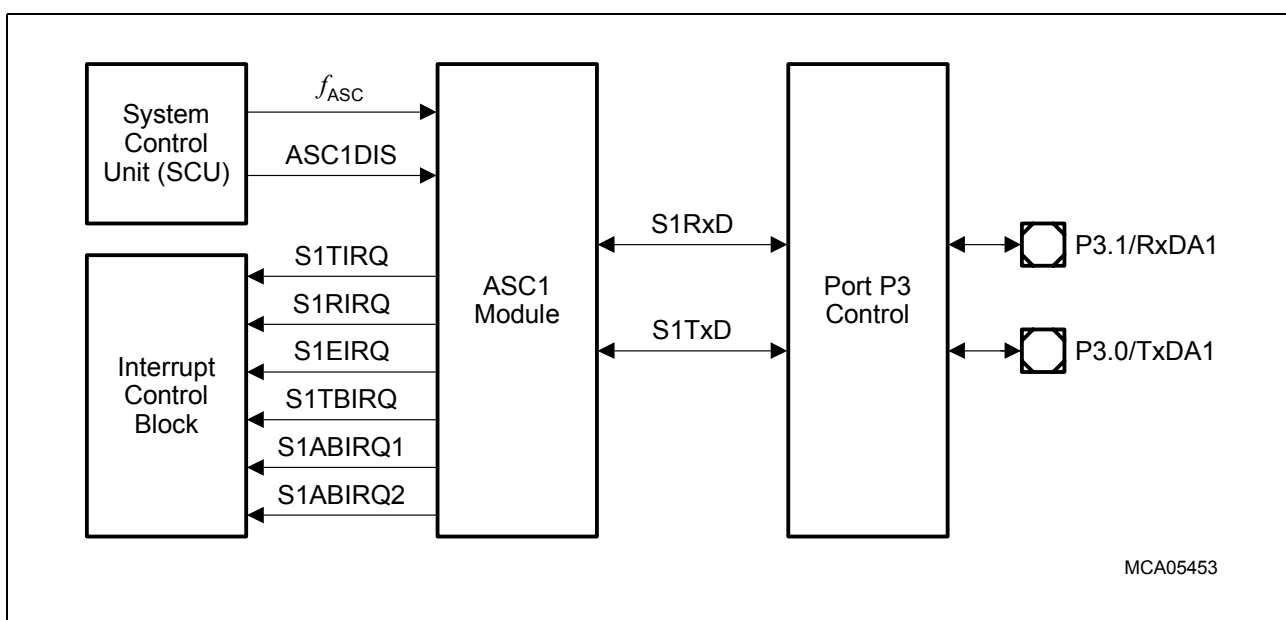 System
Control
Unit (SCU)
fASC
ASC1DIS
Interrupt
Control
Block
S1TIRQ
S1RIRQ
S1EIRQ
S1TBIRQ
S1ABIRQ1
S1ABIRQ2
ASC1
Module
S1RxD
S1TxD
Port P3
Control
P3.1/RxDA1
P3.0/TxDA1
MCA05453